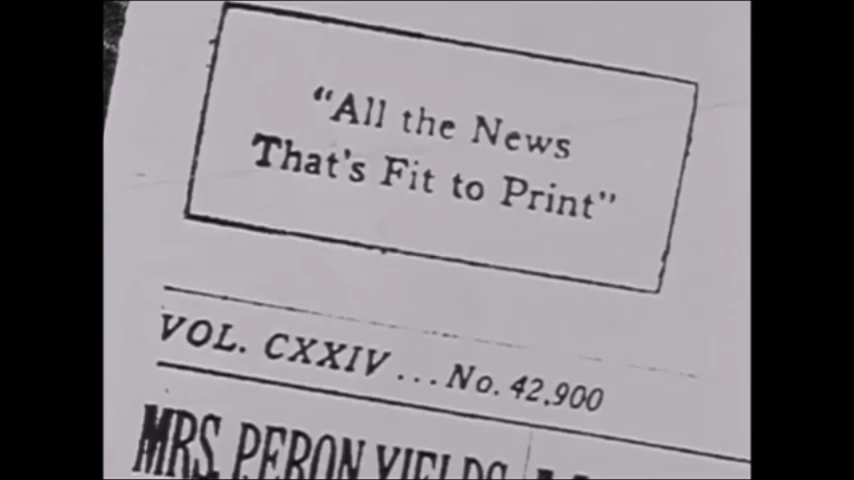 “All the News
That's Fit to Print”
VOL. CXXIV ... No. 42,900
MRS. PERON YIELDS